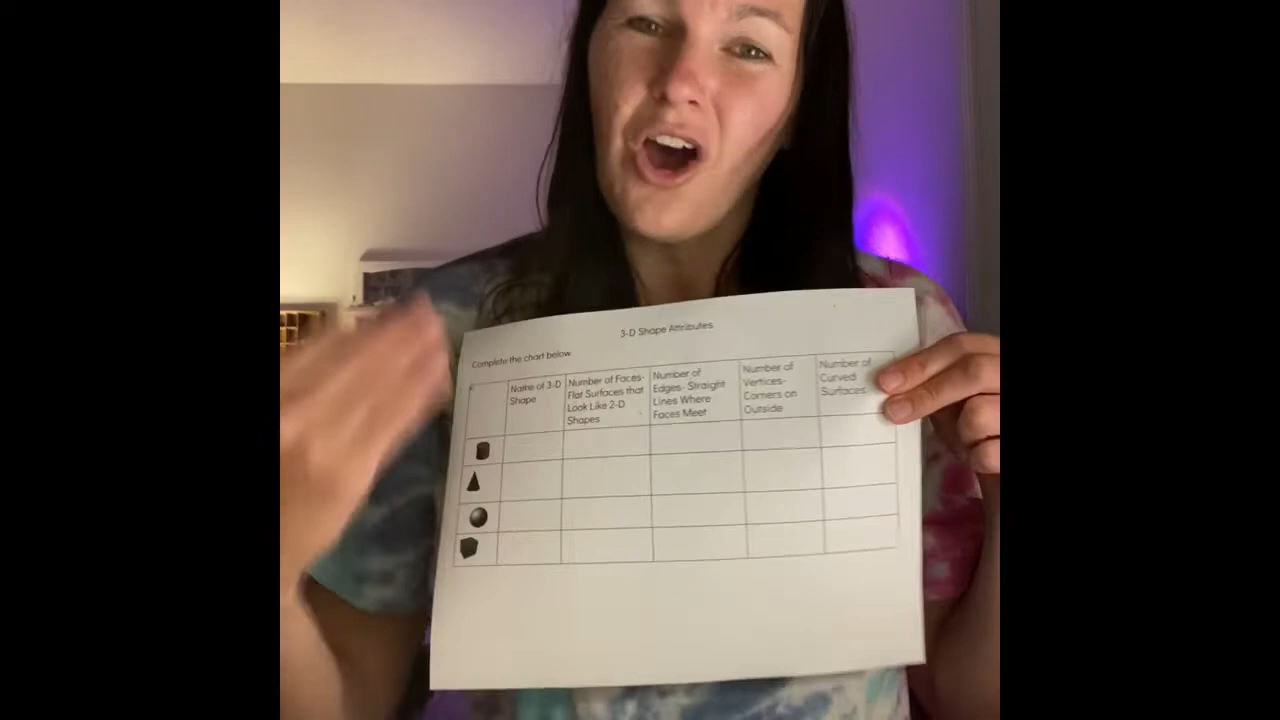 3-D Shape Attributes
Complete the chart below.
Name of 3-D
Shape
Number of Faces-
Flat Surfaces that
Look Like 2-D
Shapes
Number of
Edges- Straight
Lines Where
Faces Meet
Number of
Vertices-
Corners on
Outside
Number of
Curved
Surfaces